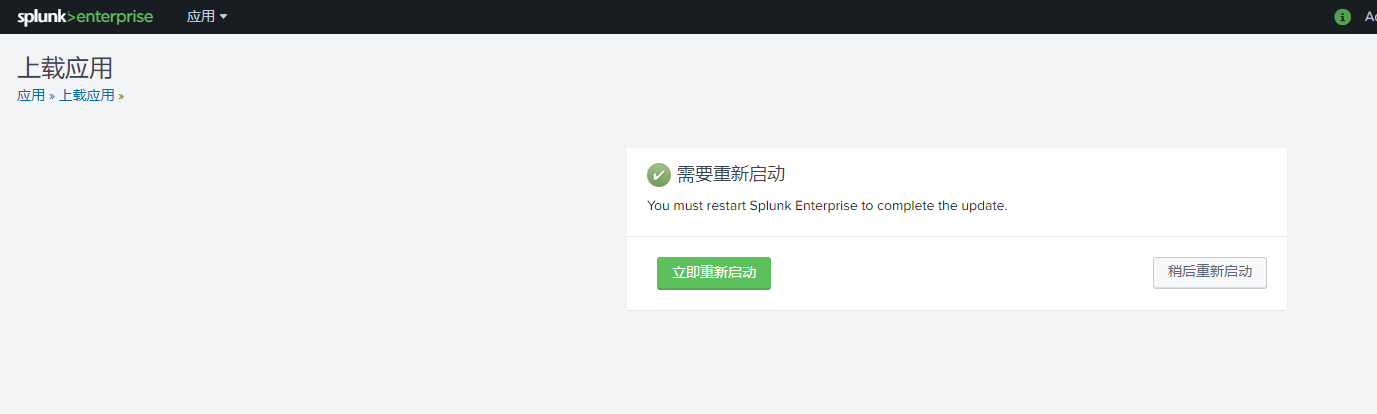 splunk>enterprise 应用
上载应用
应用 » 上载应用 »
需要重新启动
You must restart Splunk Enterprise to complete the update.
立即重新启动 稍后重新启动